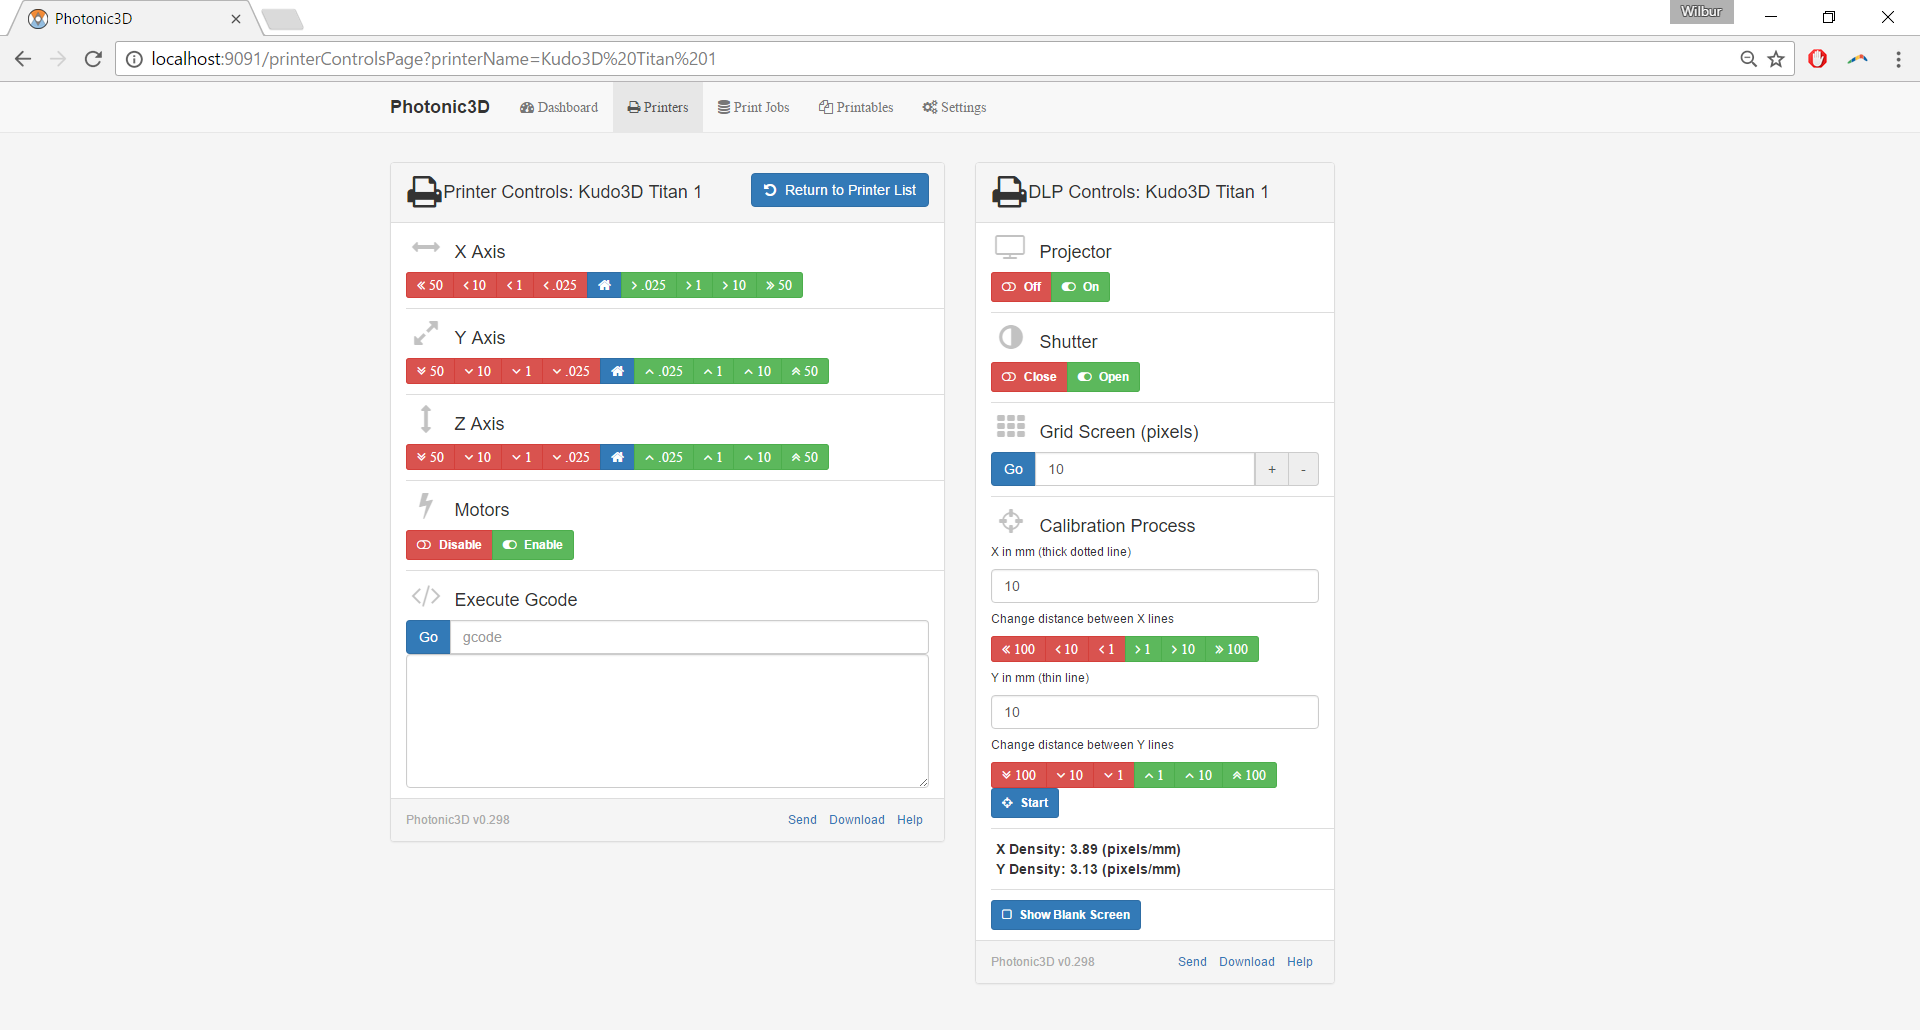 Photonic3D
Wilbur
localhost:9091/printerControlsPage?printerName=Kudo3D%20Titan%201
Photonic3D Dashboard Printers Print Jobs Printables Settings
Printer Controls: Kudo3D Titan 1 Return to Printer List
X Axis
50 10 1 .025 .025 1 10 50
Y Axis
50 10 1 .025 .025 1 10 50
Z Axis
50 10 1 .025 .025 1 10 50
Motors
Disable Enable
Execute Gcode
Go gcode
Photonic3D v0.298 Send Download Help
DLP Controls: Kudo3D Titan 1
Projector
Off On
Shutter
Close Open
Grid Screen (pixels)
Go 10 + -
Calibration Process
X in mm (thick dotted line)
10
Change distance between X lines
100 10 1 1 10 100
Y in mm (thin line)
10
Change distance between Y lines
100 10 1 1 10 100
Start
X Density: 3.89 (pixels/mm)
Y Density: 3.13 (pixels/mm)
Show Blank Screen
Photonic3D v0.298 Send Download Help